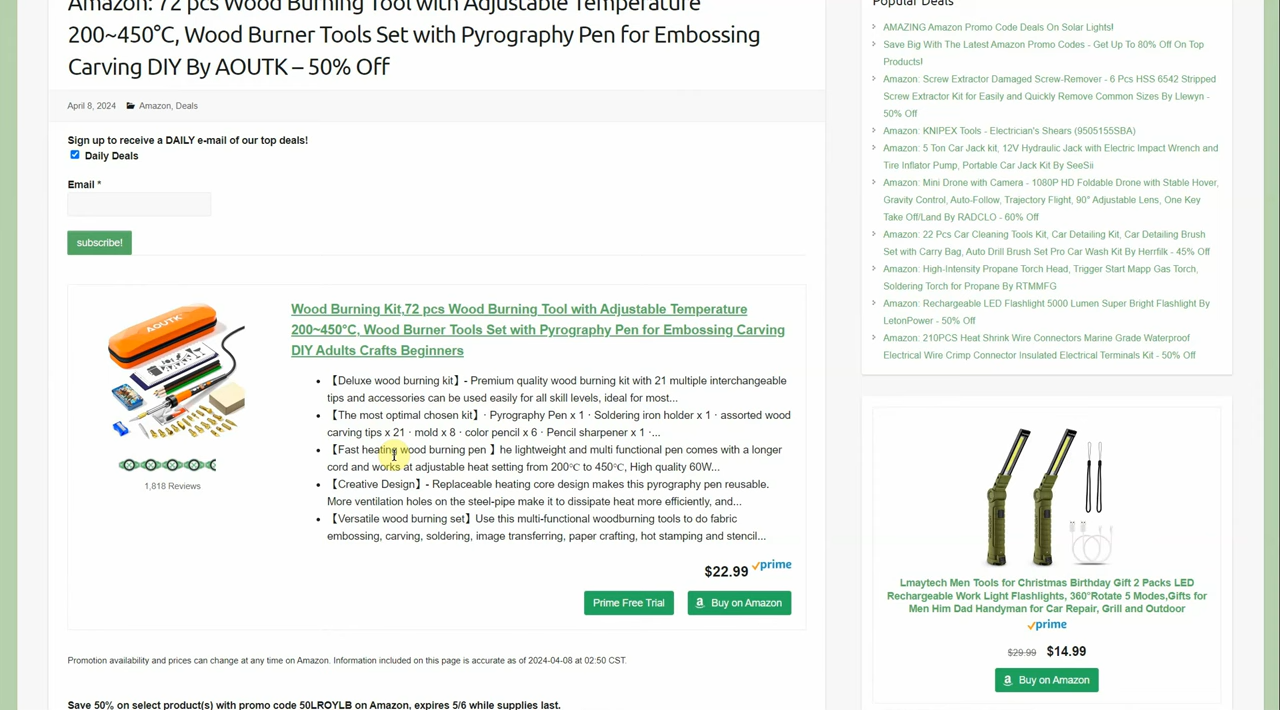 Amazon: 72 pcs Wood Burning Tool with Adjustable Temperature
200~450°C, Wood Burner Tools Set with Pyrography Pen for Embossing
Carving DIY By AOUTK – 50% Off
April 8, 2024 Amazon, Deals
Sign up to receive a DAILY e-mail of our top deals!
Daily Deals
Email *
subscribe!
AOUTK
1,818 Reviews
Wood Burning Kit,72 pcs Wood Burning Tool with Adjustable Temperature
200~450°C, Wood Burner Tools Set with Pyrography Pen for Embossing Carving
DIY Adults Crafts Beginners
• 【Deluxe wood burning kit】- Premium quality wood burning kit with 21 multiple interchangeable
tips and accessories can be used easily for all skill levels, ideal for most...
• 【The most optimal chosen kit】· Pyrography Pen x 1 · Soldering iron holder x 1 · assorted wood
carving tips x 21 · mold x 8 · color pencil x 6 · Pencil sharpener x 1 ·...
• 【Fast heating wood burning pen 】he lightweight and multi functional pen comes with a longer
cord and works at adjustable heat setting from 200℃ to 450℃, High quality 60W...
• 【Creative Design】- Replaceable heating core design makes this pyrography pen reusable.
More ventilation holes on the steel-pipe make it to dissipate heat more efficiently, and...
• 【Versatile wood burning set】Use this multi-functional woodburning tools to do fabric
embossing, carving, soldering, image transferring, paper crafting, hot stamping and stencil...
$22.99 prime
Prime Free Trial
Buy on Amazon
Promotion availability and prices can change at any time on Amazon. Information included on this page is accurate as of 2024-04-08 at 02:50 CST.
Save 50% on select product(s) with promo code 50LROYLB on Amazon, expires 5/6 while supplies last.
Popular Deals
AMAZING Amazon Promo Code Deals On Solar Lights!
Save Big With The Latest Amazon Promo Codes - Get Up To 80% Off On Top
Products!
Amazon: Screw Extractor Damaged Screw-Remover - 6 Pcs HSS 6542 Stripped
Screw Extractor Kit for Easily and Quickly Remove Common Sizes By Llewyn -
50% Off
Amazon: KNIPEX Tools - Electrician's Shears (9505155SBA)
Amazon: 5 Ton Car Jack kit, 12V Hydraulic Jack with Electric Impact Wrench and
Tire Inflator Pump, Portable Car Jack Kit By SeeSii
Amazon: Mini Drone with Camera - 1080P HD Foldable Drone with Stable Hover,
Gravity Control, Auto-Follow, Trajectory Flight, 90° Adjustable Lens, One Key
Take Off/Land By RADCLO - 60% Off
Amazon: 22 Pcs Car Cleaning Tools Kit, Car Detailing Kit, Car Detailing Brush
Set with Carry Bag, Auto Drill Brush Set Pro Car Wash Kit By Herrfilk - 45% Off
Amazon: High-Intensity Propane Torch Head, Trigger Start Mapp Gas Torch,
Soldering Torch for Propane By RTMMFG
Amazon: Rechargeable LED Flashlight 5000 Lumen Super Bright Flashlight By
LetonPower - 50% Off
Amazon: 210PCS Heat Shrink Wire Connectors Marine Grade Waterproof
Electrical Wire Crimp Connector Insulated Electrical Terminals Kit - 50% Off
Lmaytech Men Tools for Christmas Birthday Gift 2 Packs LED
Rechargeable Work Light Flashlights, 360°Rotate 5 Modes,Gifts for
Men Him Dad Handyman for Car Repair, Grill and Outdoor
prime
$29.99 $14.99
Buy on Amazon